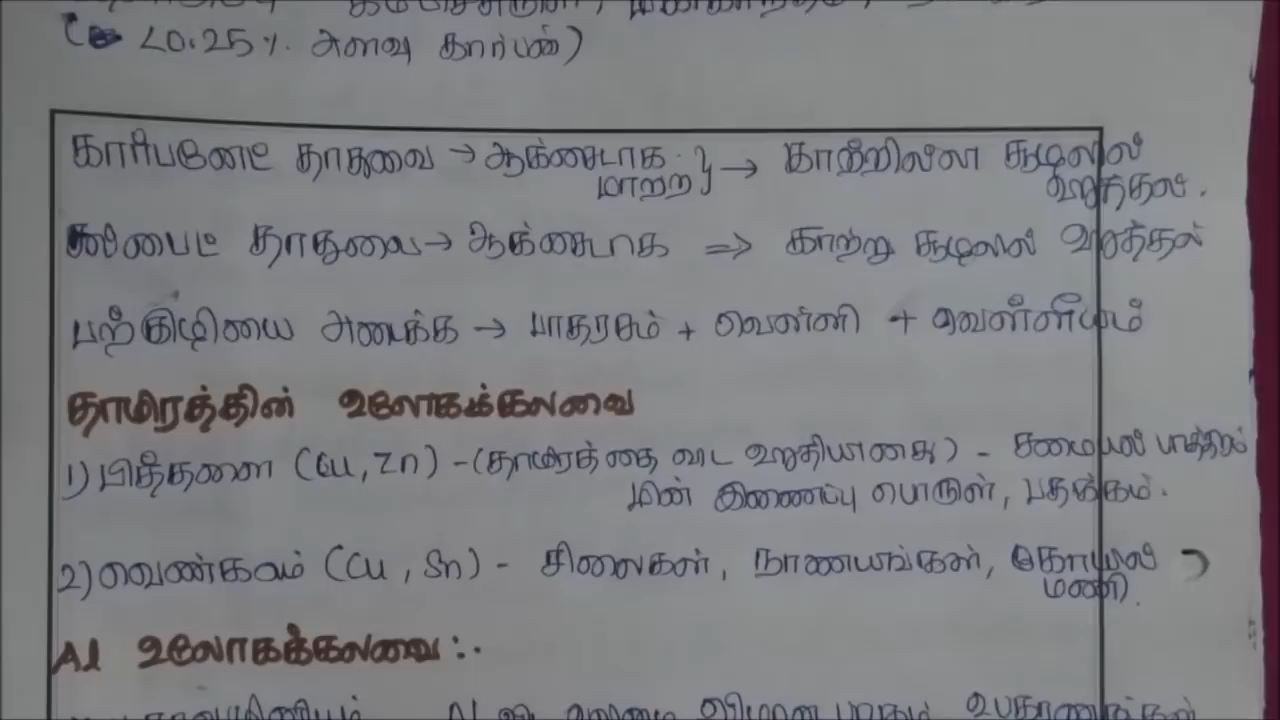 ( <0.25% அளவு கார்பன்)
கார்பனேட் தாதுவை → ஆக்ஸைடாக மாற்ற } → காற்றில்லா சூழலில் வறுத்தல்.
சல்பைட் தாதுவை → ஆக்ஸைடாக ⇒ காற்று சூழலில் வறுத்தல்
பற்குழியை அடைக்க → பாதரசம் + வெள்ளி + வெள்ளீயம்
தாமிரத்தின் உலோகக்கலவை
1) பித்தளை (Cu, Zn) - (தாமிரத்தை விட உறுதியானது) - சமையல் பாத்திரம்
மின் இணைப்பு பொருள், பதக்கம்.
2) வெண்கலம் (Cu, Sn) - சிலைகள், நாணயங்கள், கோயில் மணி
Al உலோகக்கலவை:-